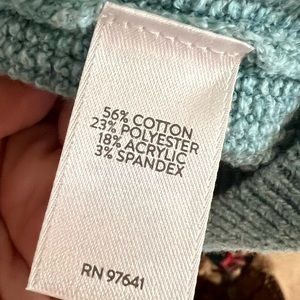 56% COTTON
23% POLYESTER
18% ACRYLIC
3% SPANDEX
RN 97641